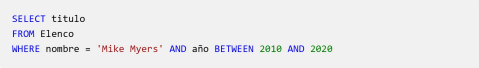 SELECT titulo
FROM Elenco
WHERE nombre = 'Mike Myers' AND año BETWEEN 2010 AND 2020